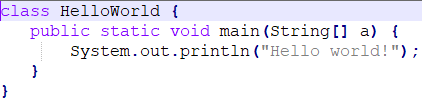 class HelloWorld {
    public static void main(String[] a) {
        System.out.println("Hello world!");
    }
}